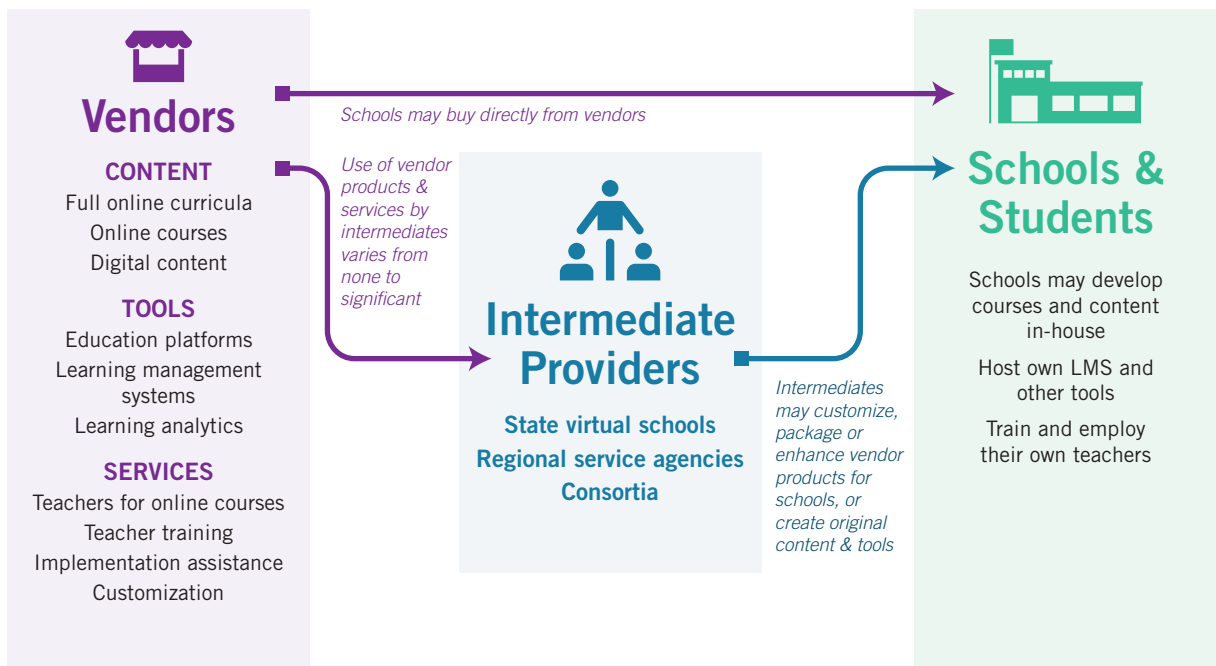 Vendors
CONTENT
Full online curricula
Online courses
Digital content
TOOLS
Education platforms
Learning management
systems
Learning analytics
SERVICES
Teachers for online courses
Teacher training
Implementation assistance
Customization
Schools may buy directly from vendors
Use of vendor
products &
services by
intermediates
varies from
none to
significant
Intermediate
Providers
State virtual schools
Regional service agencies
Consortia
Intermediates
may customize,
package or
enhance vendor
products for
schools, or
create original
content & tools
Schools &
Students
Schools may develop
courses and content
in-house
Host own LMS and
other tools
Train and employ
their own teachers